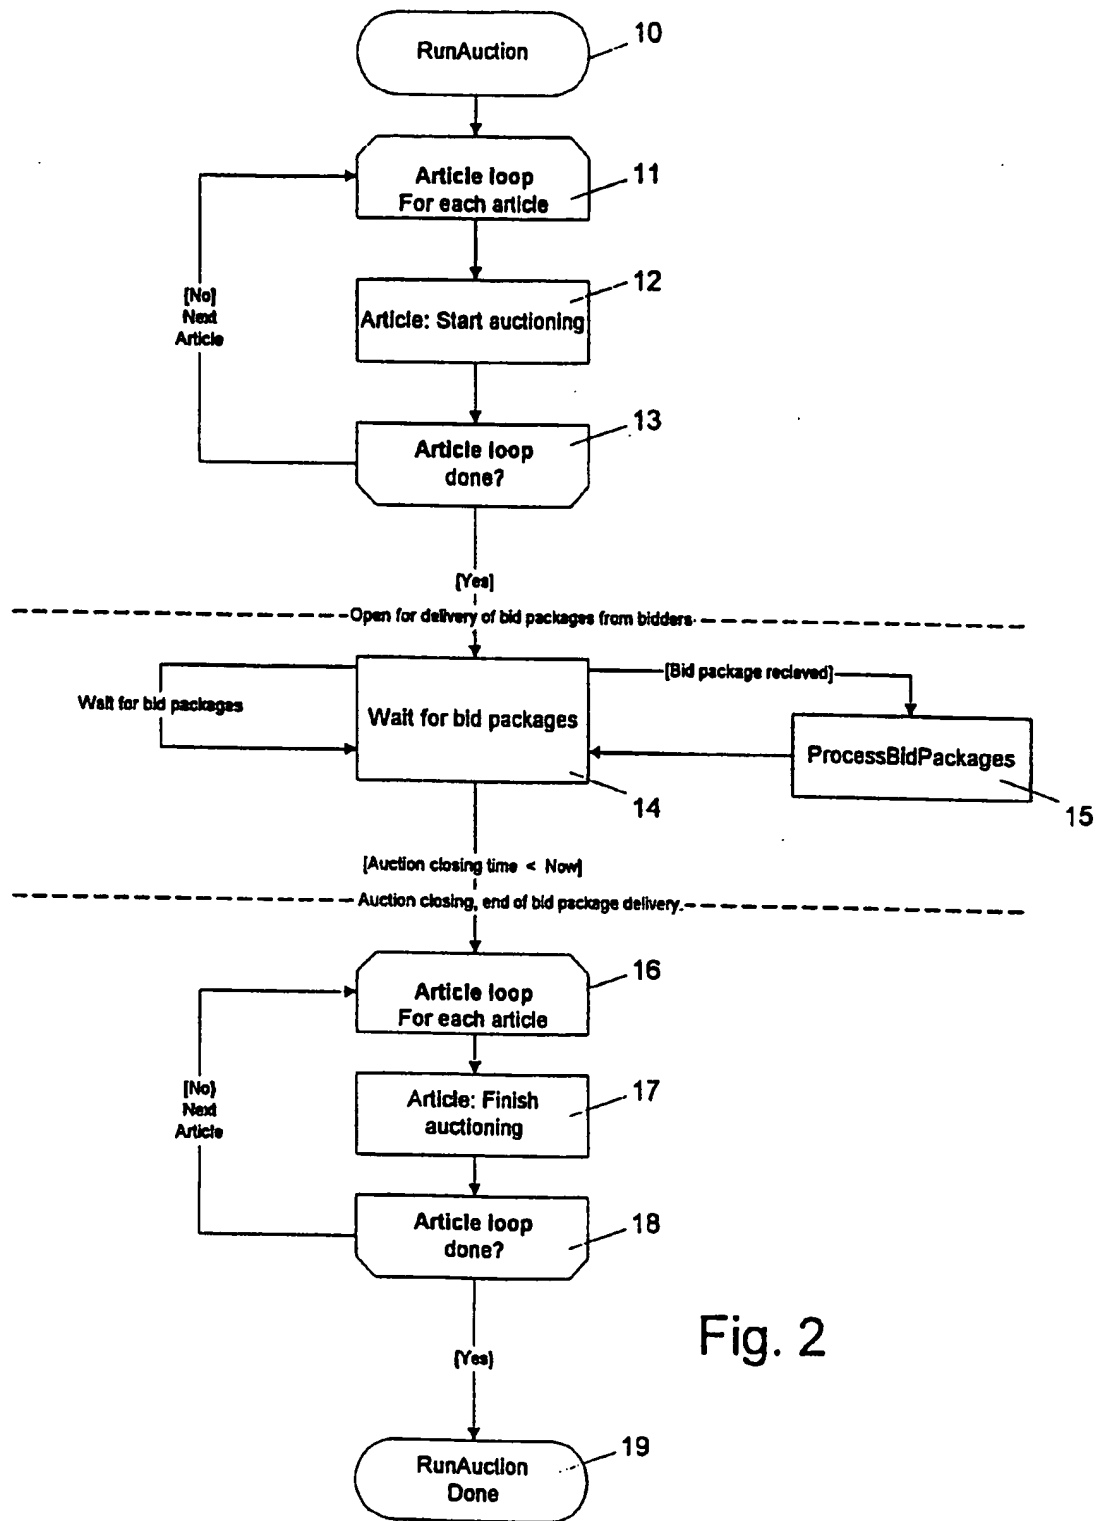 RunAuction
10
Article loop
For each article
11
Article: Start auctioning
12
[No]
Next
Article
Article loop
done?
13
[Yes]
Open for delivery of bid packages from bidders
Wait for bid packages
Wait for bid packages
14
[Bid package recieved]
ProcessBidPackages
15
[Auction closing time < Now]
Auction closing, end of bid package delivery.
Article loop
For each article
16
Article: Finish
auctioning
17
[No]
Next
Article
Article loop
done?
18
[Yes]
Fig. 2
RunAuction
Done
19